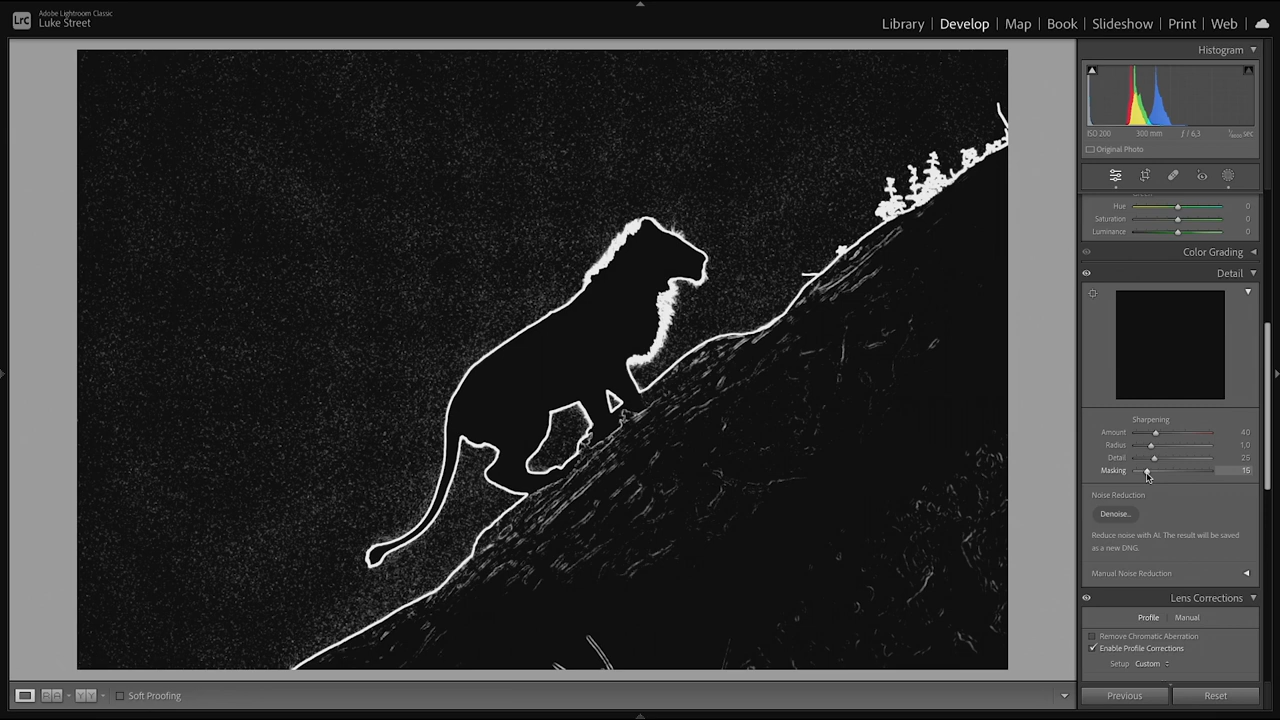 LrC
Adobe Lightroom Classic
Luke Street
Library | Develop | Map | Book | Slideshow | Print | Web
Histogram
ISO 200 300 mm ƒ / 6,3 sec
Original Photo
Hue 0
Saturation 0
Luminance 0
Color Grading
Detail
Sharpening
Amount 40
Radius 1,0
Detail 25
Masking 15
Noise Reduction
Denoise...
Reduce noise with AI. The result will be saved
as a new DNG.
Manual Noise Reduction
Lens Corrections
Profile | Manual
Remove Chromatic Aberration
Enable Profile Corrections
Setup Custom
Soft Proofing
Previous Reset